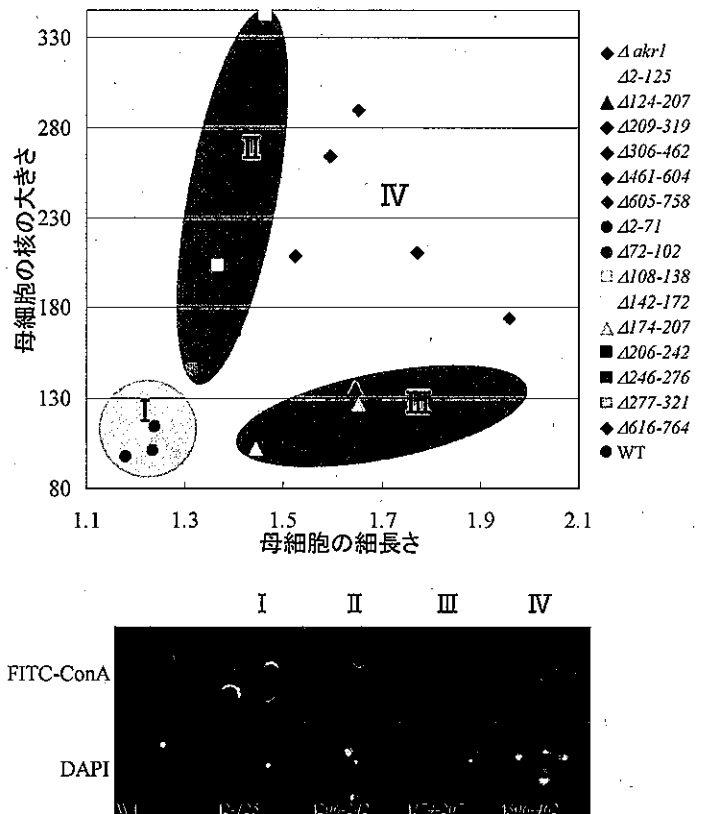 330
280
230
180
130
80
母細胞の核の大きさ
Ⅰ
Ⅱ
Ⅲ
Ⅳ
1.1 1.3 1.5 1.7 1.9 2.1
母細胞の細長さ
Δakr1
Δ2-125
Δ124-207
Δ209-319
Δ306-462
Δ461-604
Δ605-758
Δ2-71
Δ72-102
Δ108-138
Δ142-172
Δ174-207
Δ206-242
Δ246-276
Δ277-321
Δ616-764
WT
Ⅰ Ⅱ Ⅲ Ⅳ
FITC-ConA
DAPI